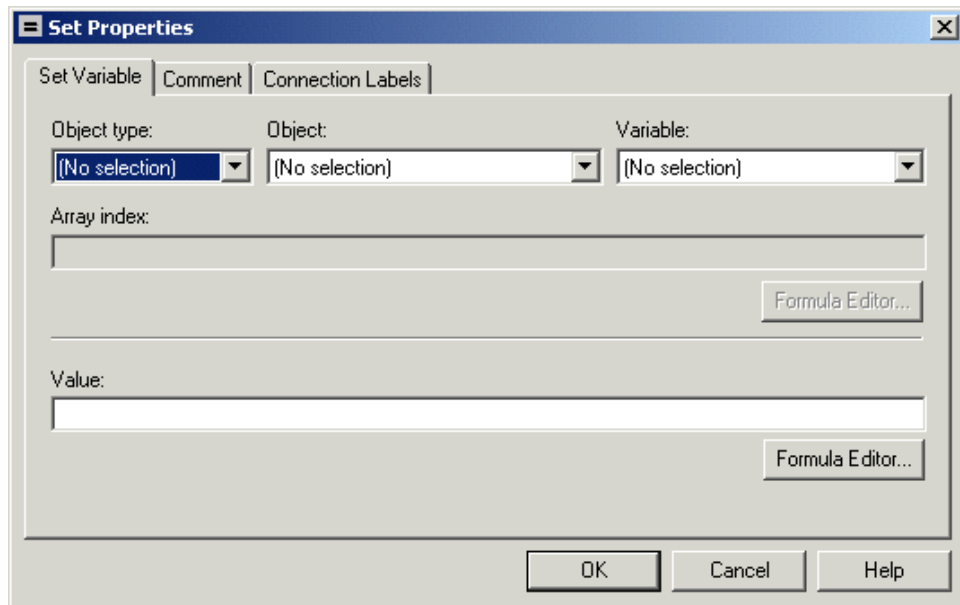 Set Properties
Set Variable Comment Connection Labels
Object type: Object: Variable:
(No selection) (No selection) (No selection)
Array index:
Formula Editor...
Value:
Formula Editor...
OK Cancel Help